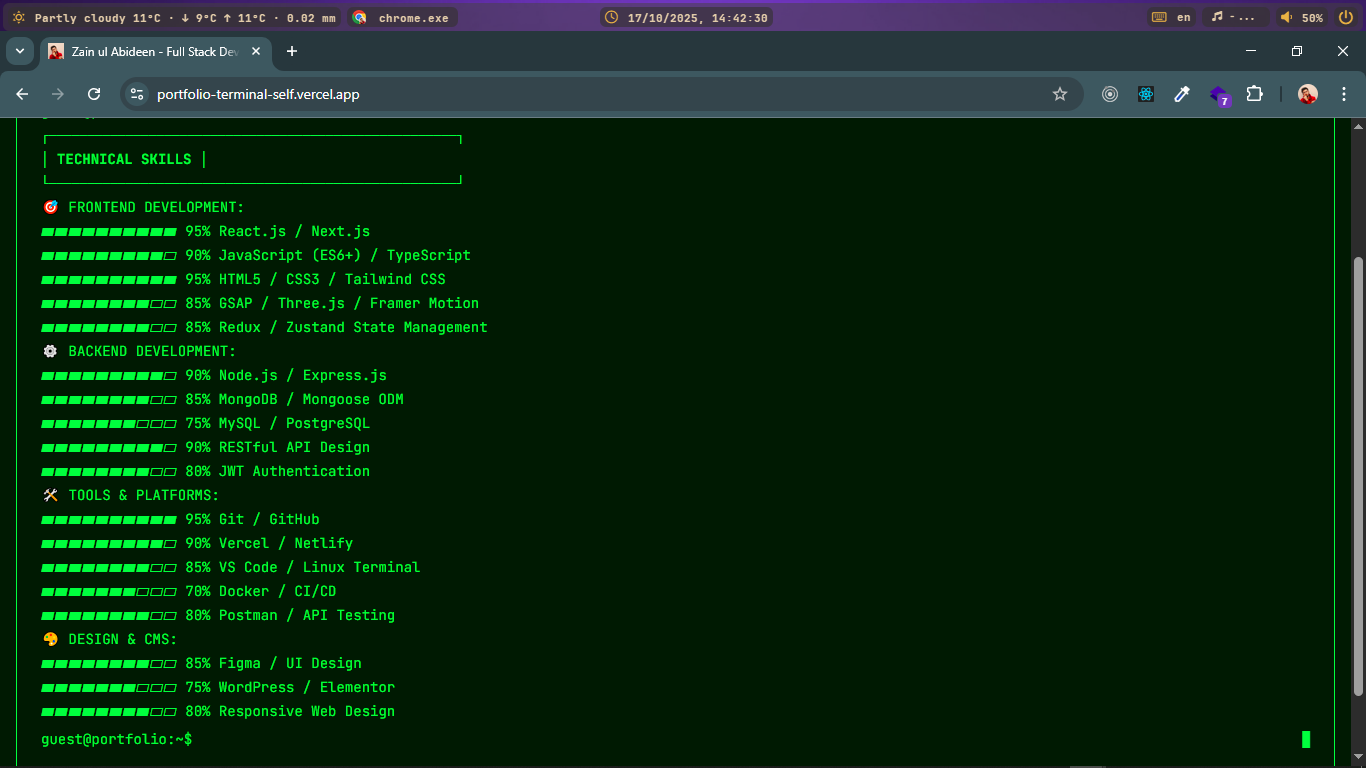 Partly cloudy 11°C · ↓ 9°C ↑ 11°C · 0.02 mm
chrome.exe
17/10/2025, 14:42:30
en
- ...
50%
Zain ul Abideen - Full Stack Dev
portfolio-terminal-self.vercel.app
7
TECHNICAL SKILLS
🎯 FRONTEND DEVELOPMENT:
95% React.js / Next.js
90% JavaScript (ES6+) / TypeScript
95% HTML5 / CSS3 / Tailwind CSS
85% GSAP / Three.js / Framer Motion
85% Redux / Zustand State Management
⚙️ BACKEND DEVELOPMENT:
90% Node.js / Express.js
85% MongoDB / Mongoose ODM
75% MySQL / PostgreSQL
90% RESTful API Design
80% JWT Authentication
🛠️ TOOLS & PLATFORMS:
95% Git / GitHub
90% Vercel / Netlify
85% VS Code / Linux Terminal
70% Docker / CI/CD
80% Postman / API Testing
🎨 DESIGN & CMS:
85% Figma / UI Design
75% WordPress / Elementor
80% Responsive Web Design
guest@portfolio:~$